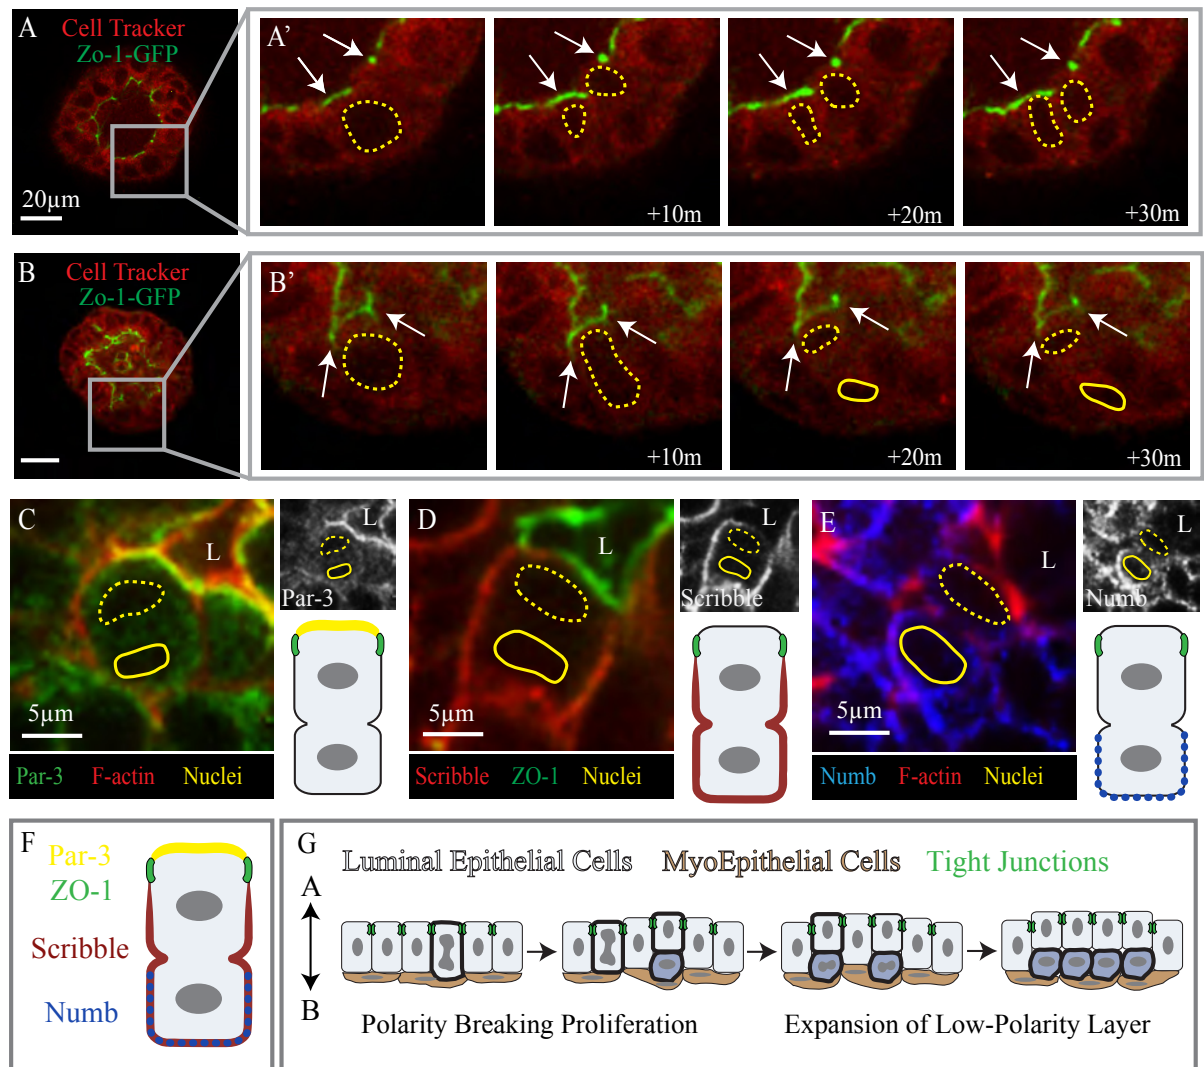 A
Cell Tracker
Zo-1-GFP
20µm
A'
+10m
+20m
+30m
B
Cell Tracker
Zo-1-GFP
B'
+10m
+20m
+30m
C
L
5µm
Par-3 F-actin Nuclei
L
Par-3
D
L
5µm
Scribble ZO-1 Nuclei
L
Scribble
E
L
5µm
Numb F-actin Nuclei
L
Numb
F
Par-3
ZO-1
Scribble
Numb
G
Luminal Epithelial Cells MyoEpithelial Cells Tight Junctions
A
B
Polarity Breaking Proliferation Expansion of Low-Polarity Layer